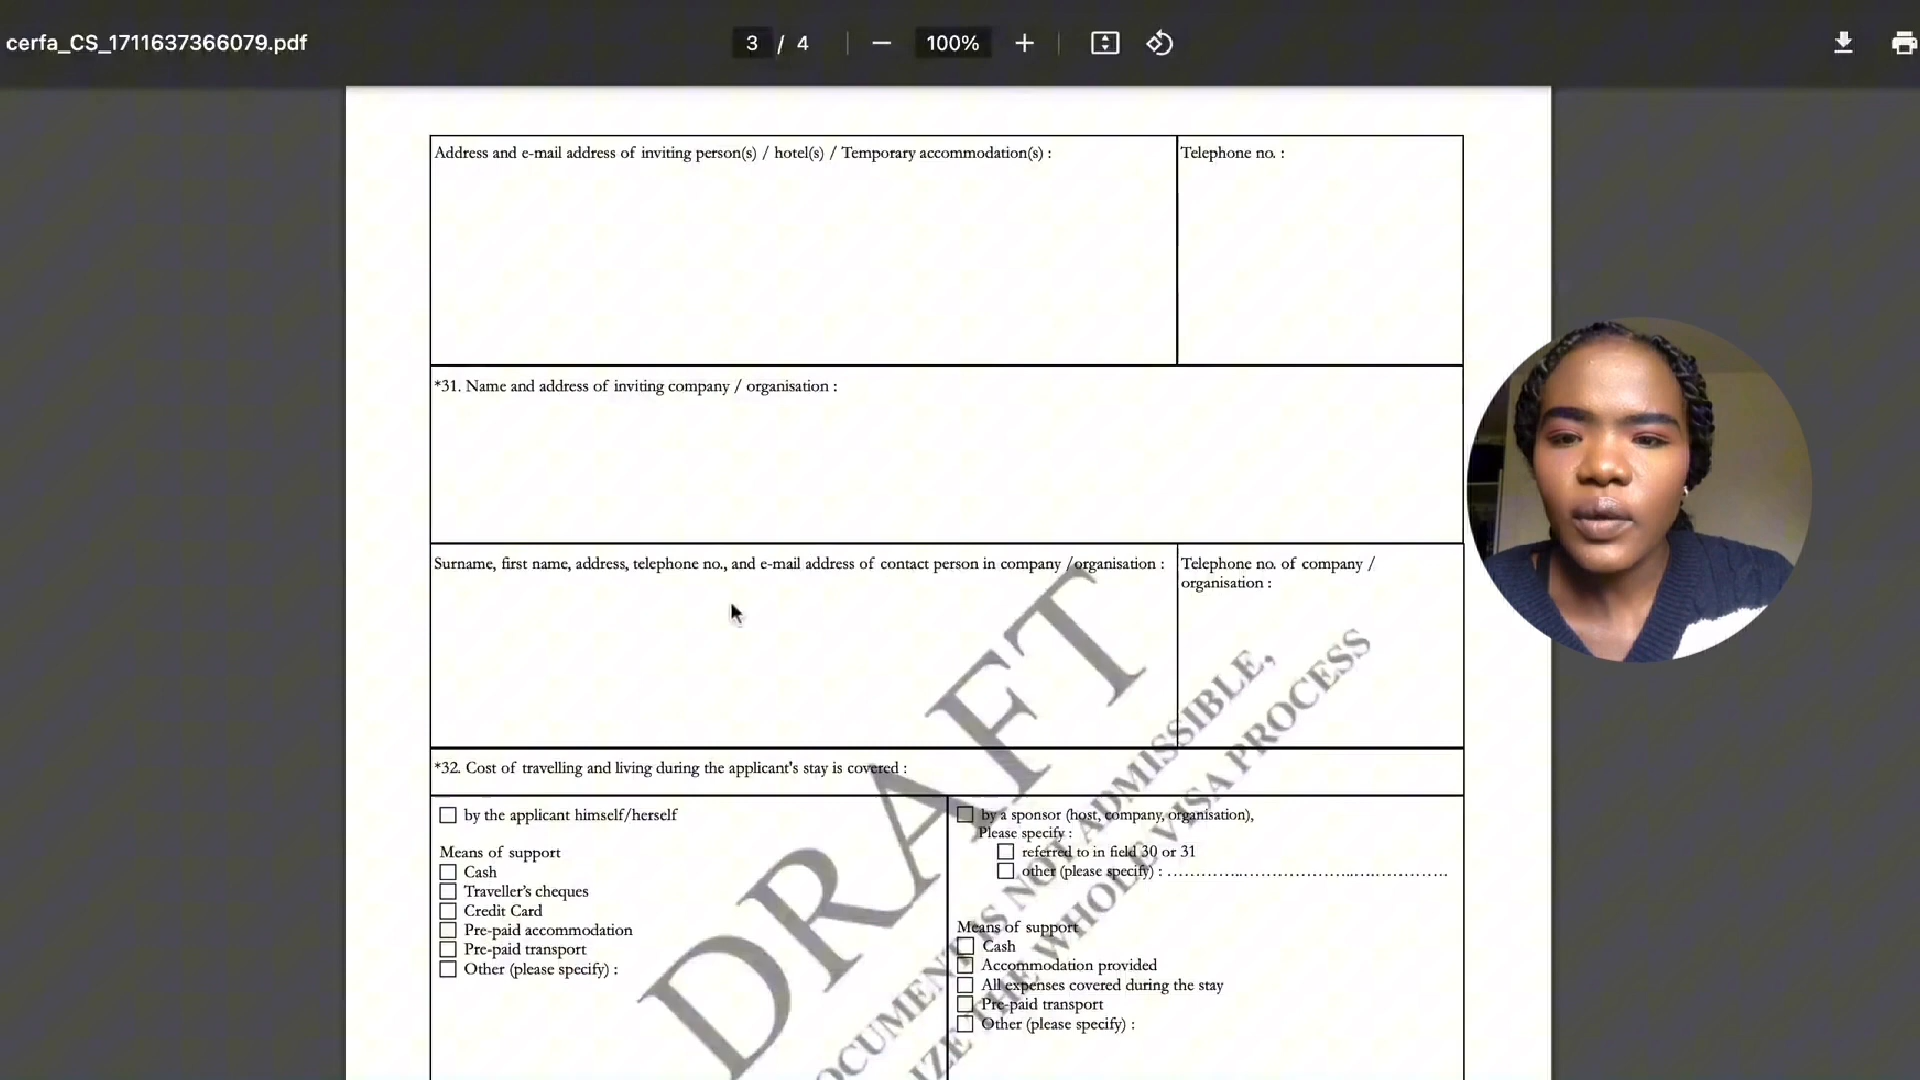 cerfa_CS_1711637366079.pdf
3 / 4
100%
Address and e-mail address of inviting person(s) / hotel(s) / Temporary accommodation(s) :
Telephone no. :
*31. Name and address of inviting company / organisation :
Surname, first name, address, telephone no., and e-mail address of contact person in company /organisation :
Telephone no. of company /
organisation :
*32. Cost of travelling and living during the applicant's stay is covered :
by the applicant himself/herself
Means of support
Cash
Traveller's cheques
Credit Card
Pre-paid accommodation
Pre-paid transport
Other (please specify) :
by a sponsor (host, company, organisation),
Please specify :
referred to in field 30 or 31
other (please specify) : ................................................
Means of support
Cash
Accommodation provided
All expenses covered during the stay
Pre-paid transport
Other (please specify) :
DRAFT
DOCUMENT IS NOT ADMISSIBLE,
THE WHOLE VISA PROCESS